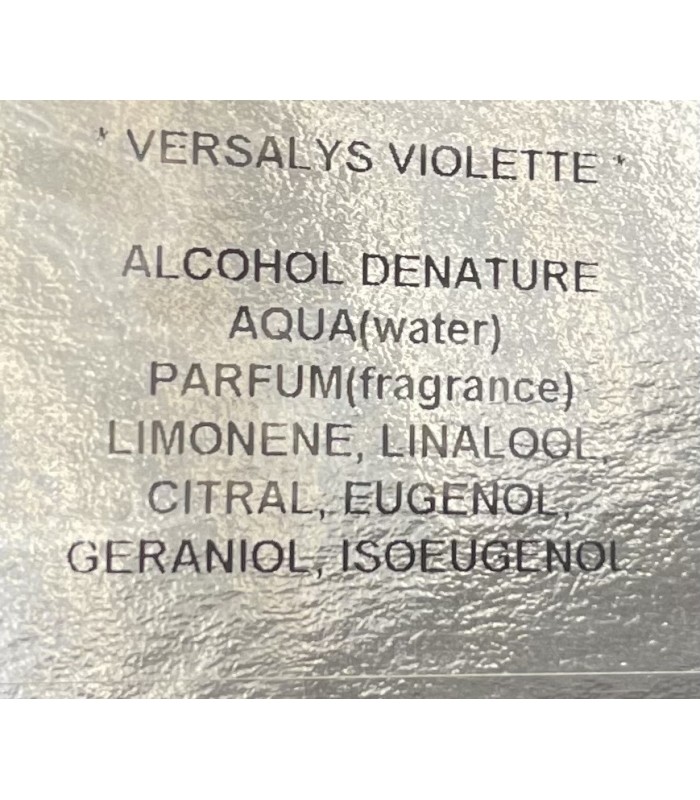 * VERSALYS VIOLETTE *
ALCOHOL DENATURE
AQUA(water)
PARFUM(fragrance)
LIMONENE, LINALOOL,
CITRAL, EUGENOL,
GERANIOL, ISOEUGENOL